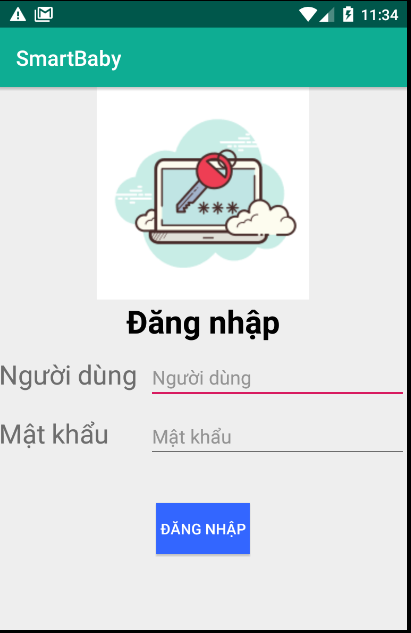 11:34
SmartBaby
***
Đăng nhập
Người dùng Người dùng
Mật khẩu Mật khẩu
ĐĂNG NHẬP